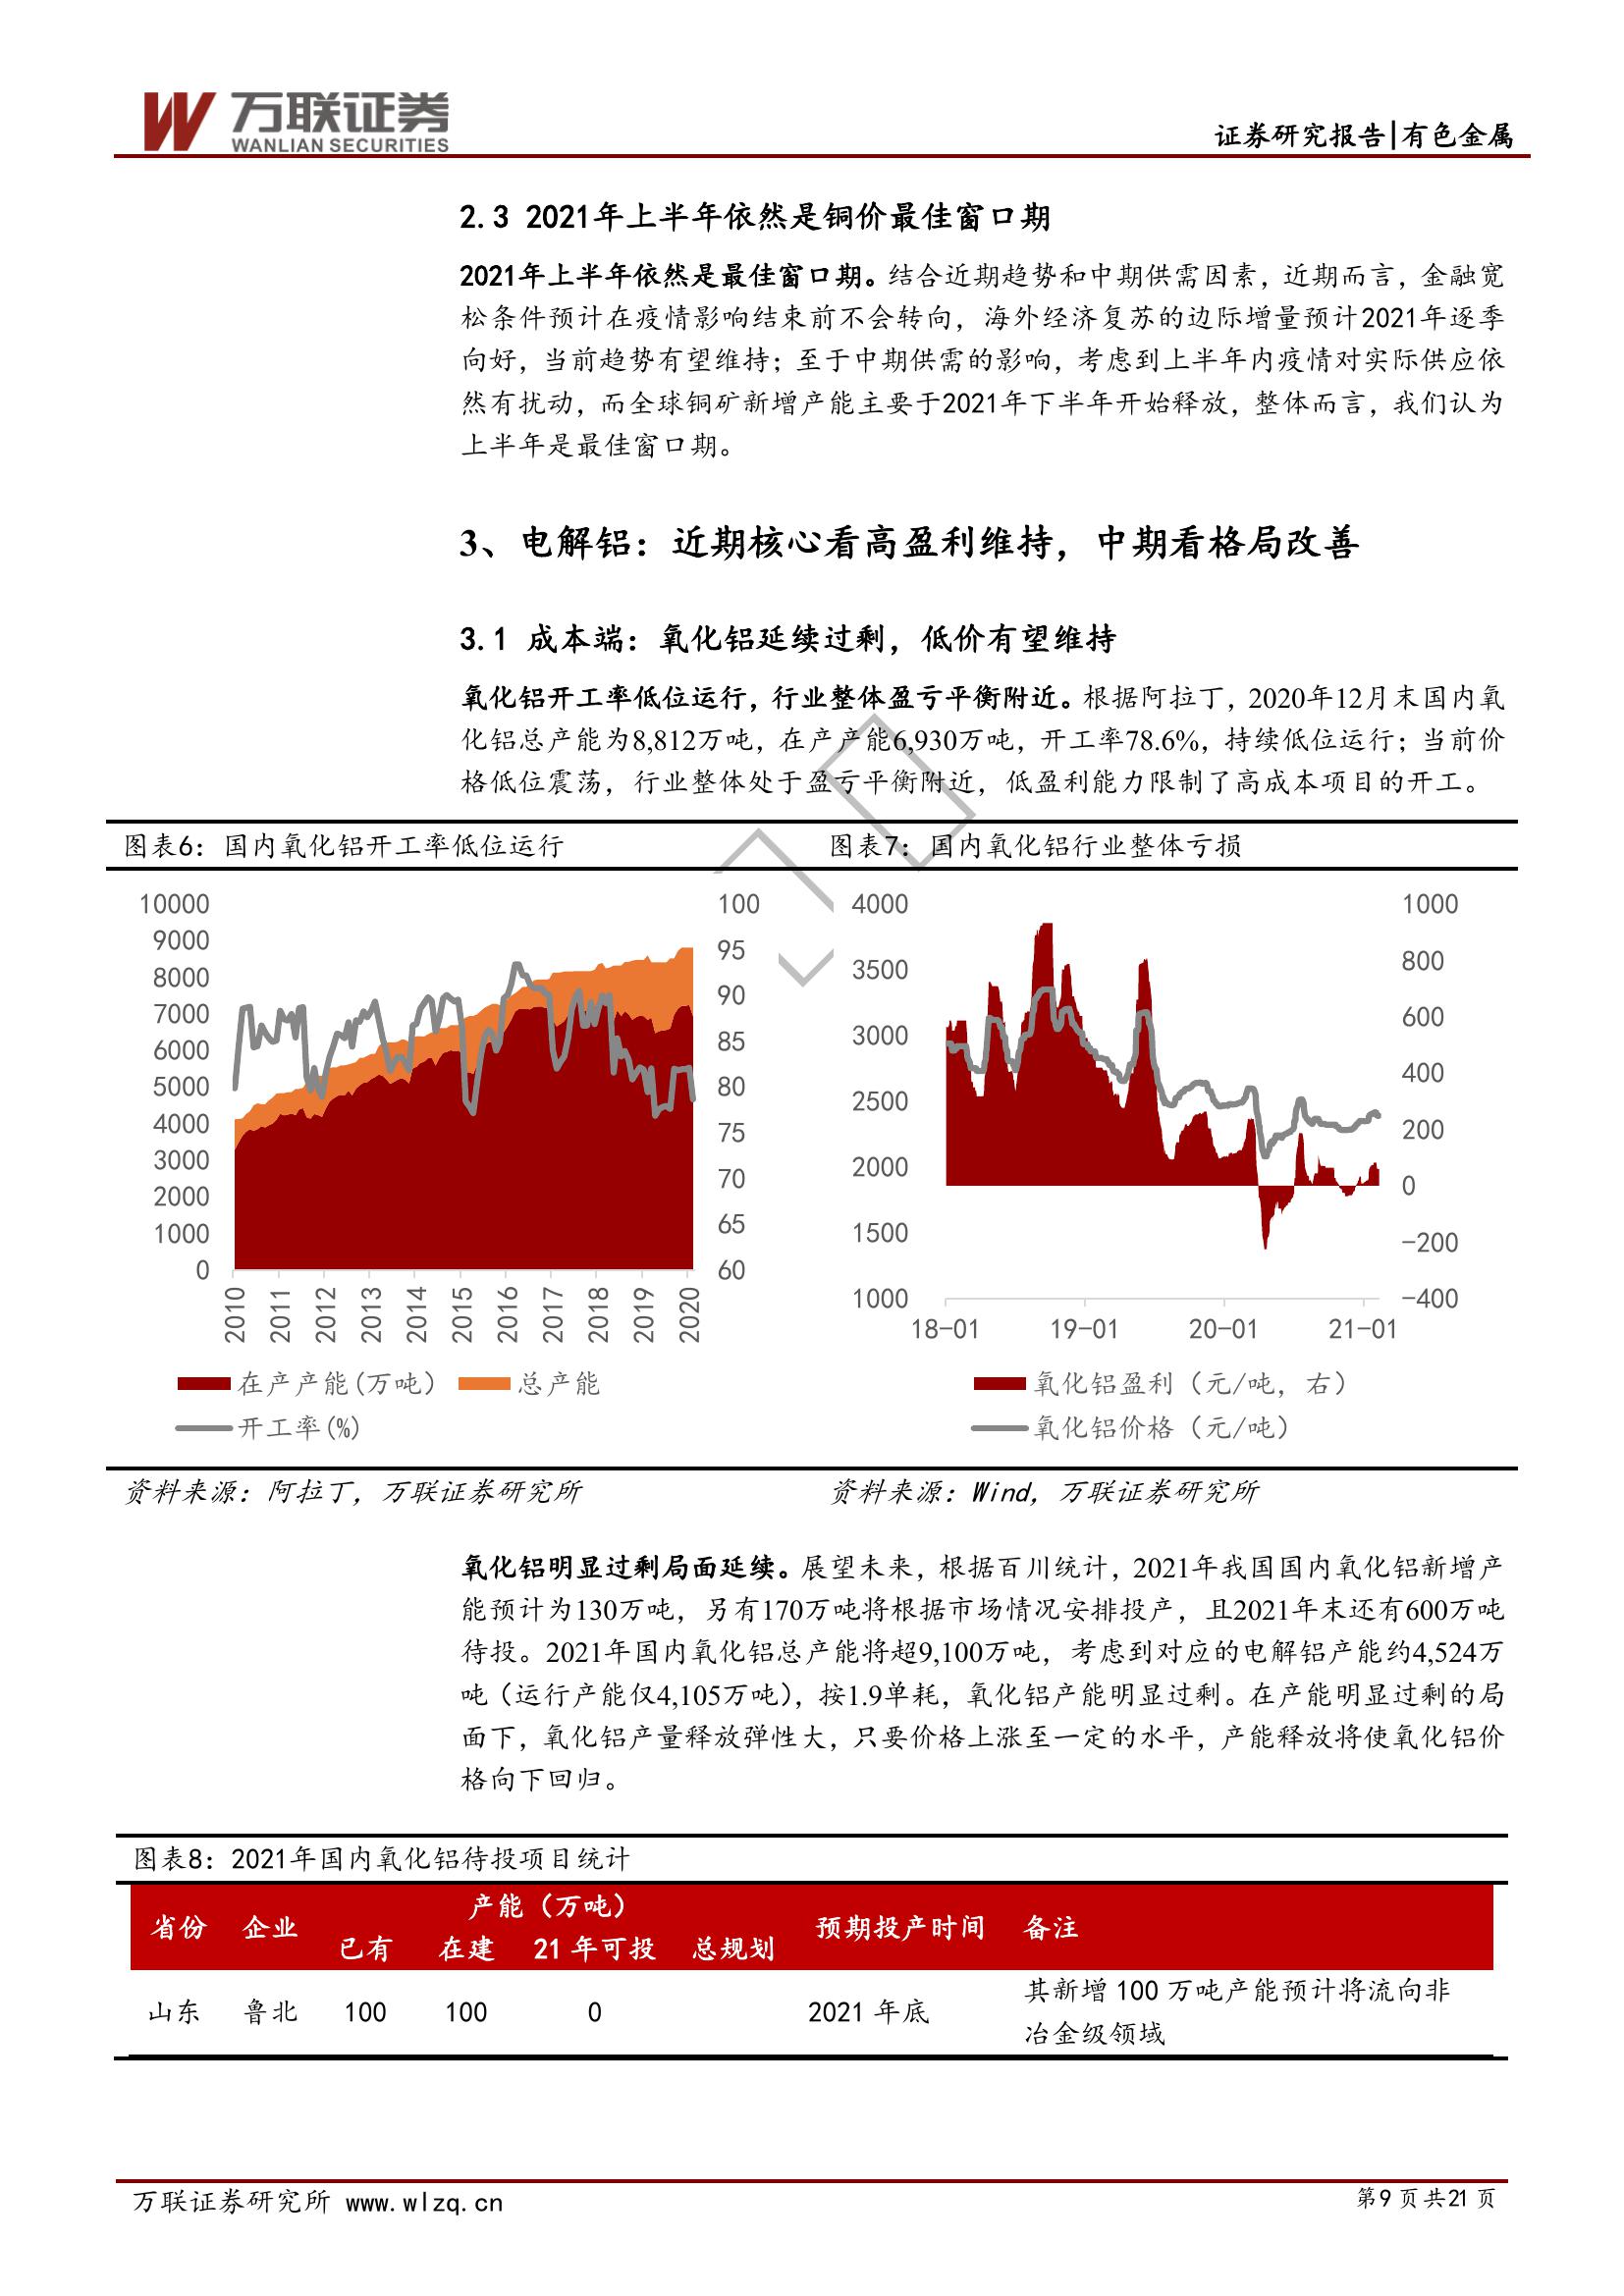 万联证券
WANLIAN SECURITIES
证券研究报告|有色金属
2.3 2021年上半年依然是铜价最佳窗口期
2021年上半年依然是最佳窗口期。结合近期趋势和中期供需因素，近期而言，金融宽
松条件预计在疫情影响结束前不会转向，海外经济复苏的边际增量预计2021年逐季
向好，当前趋势有望维持；至于中期供需的影响，考虑到上半年内疫情对实际供应依
然有扰动，而全球铜矿新增产能主要于2021年下半年开始释放，整体而言，我们认为
上半年是最佳窗口期。
3、电解铝：近期核心看高盈利维持，中期看格局改善
3.1 成本端：氧化铝延续过剩，低价有望维持
氧化铝开工率低位运行，行业整体盈亏平衡附近。根据阿拉丁，2020年12月末国内氧
化铝总产能为8,812万吨，在产产能6,930万吨，开工率78.6%，持续低位运行；当前价
格低位震荡，行业整体处于盈亏平衡附近，低盈利能力限制了高成本项目的开工。
图表6：国内氧化铝开工率低位运行
10000
9000
8000
7000
6000
5000
4000
3000
2000
1000
0
100
95
90
85
80
75
70
65
60
2010
2011
2012
2013
2014
2015
2016
2017
2018
2019
2020
在产产能(万吨)
总产能
开工率(%)
资料来源：阿拉丁，万联证券研究所
图表7：国内氧化铝行业整体亏损
4000
3500
3000
2500
2000
1500
1000
1000
800
600
400
200
0
-200
-400
18-01
19-01
20-01
21-01
氧化铝盈利（元/吨，右）
氧化铝价格（元/吨）
资料来源：Wind，万联证券研究所
氧化铝明显过剩局面延续。展望未来，根据百川统计，2021年我国国内氧化铝新增产
能预计为130万吨，另有170万吨将根据市场情况安排投产，且2021年末还有600万吨
待投。2021年国内氧化铝总产能将超9,100万吨，考虑到对应的电解铝产能约4,524万
吨（运行产能仅4,105万吨），按1.9单耗，氧化铝产能明显过剩。在产能明显过剩的局
面下，氧化铝产量释放弹性大，只要价格上涨至一定的水平，产能释放将使氧化铝价
格向下回归。
图表8：2021年国内氧化铝待投项目统计
省份 企业 产能（万吨） 预期投产时间 备注
已有 在建 21 年可投 总规划
山东 鲁北 100 100 0 2021 年底 其新增 100 万吨产能预计将流向非
冶金级领域
万联证券研究所 www.wlzq.cn
第9 页 共21 页